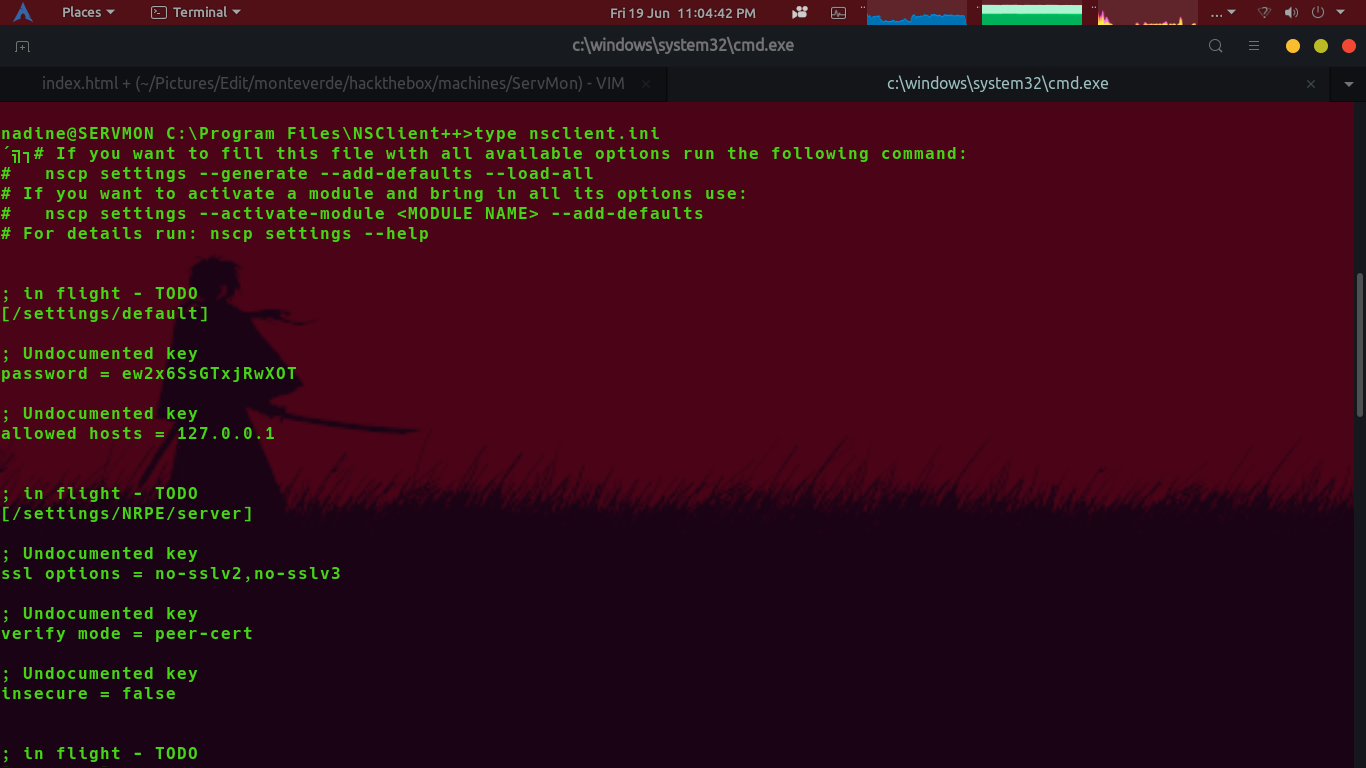 Places
Terminal
Fri 19 Jun 11:04:42 PM
...
c:\windows\system32\cmd.exe
index.html + (~/Pictures/Edit/monteverde/hackthebox/machines/ServMon) - VIM
c:\windows\system32\cmd.exe
nadine@SERVMON C:\Program Files\NSClient++>type nsclient.ini
´╗┐# If you want to fill this file with all available options run the following command:
#   nscp settings --generate --add-defaults --load-all
# If you want to activate a module and bring in all its options use:
#   nscp settings --activate-module <MODULE NAME> --add-defaults
# For details run: nscp settings --help
; in flight - TODO
[/settings/default]
; Undocumented key
password = ew2x6SsGTxjRwXOT
; Undocumented key
allowed hosts = 127.0.0.1
; in flight - TODO
[/settings/NRPE/server]
; Undocumented key
ssl options = no-sslv2,no-sslv3
; Undocumented key
verify mode = peer-cert
; Undocumented key
insecure = false
; in flight - TODO